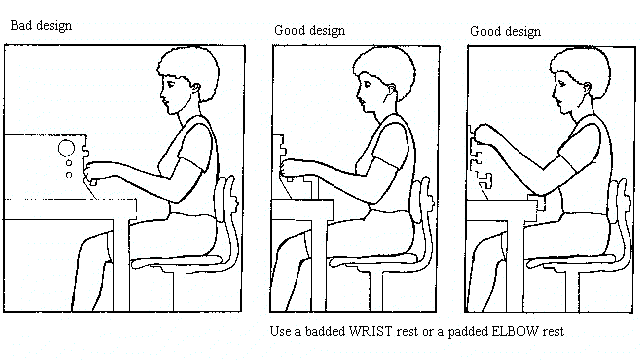 Bad design
Good design
Good design
Use a badded WRIST rest or a padded ELBOW rest